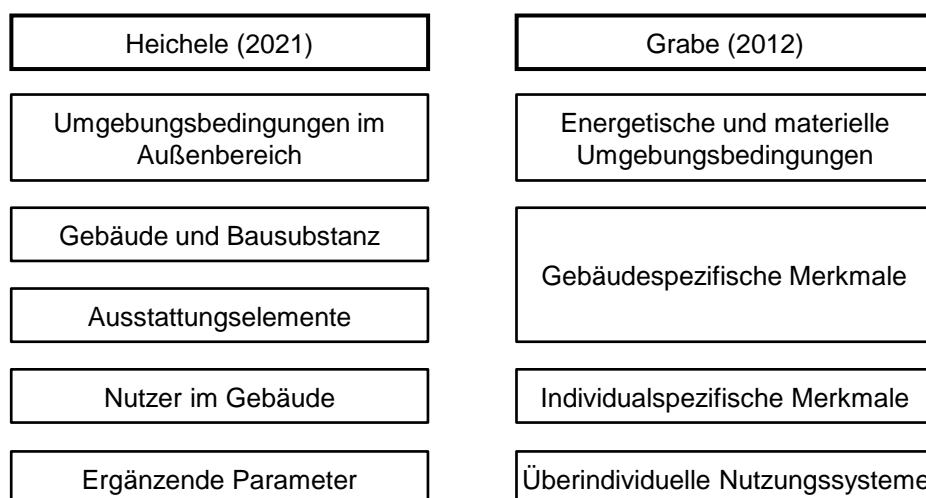 Heichele (2021)
Grabe (2012)
Umgebungsbedingungen im
Außenbereich
Energetische und materielle
Umgebungsbedingungen
Gebäude und Bausubstanz
Gebäudespezifische Merkmale
Ausstattungselemente
Nutzer im Gebäude
Individualspezifische Merkmale
Ergänzende Parameter
Überindividuelle Nutzungssysteme